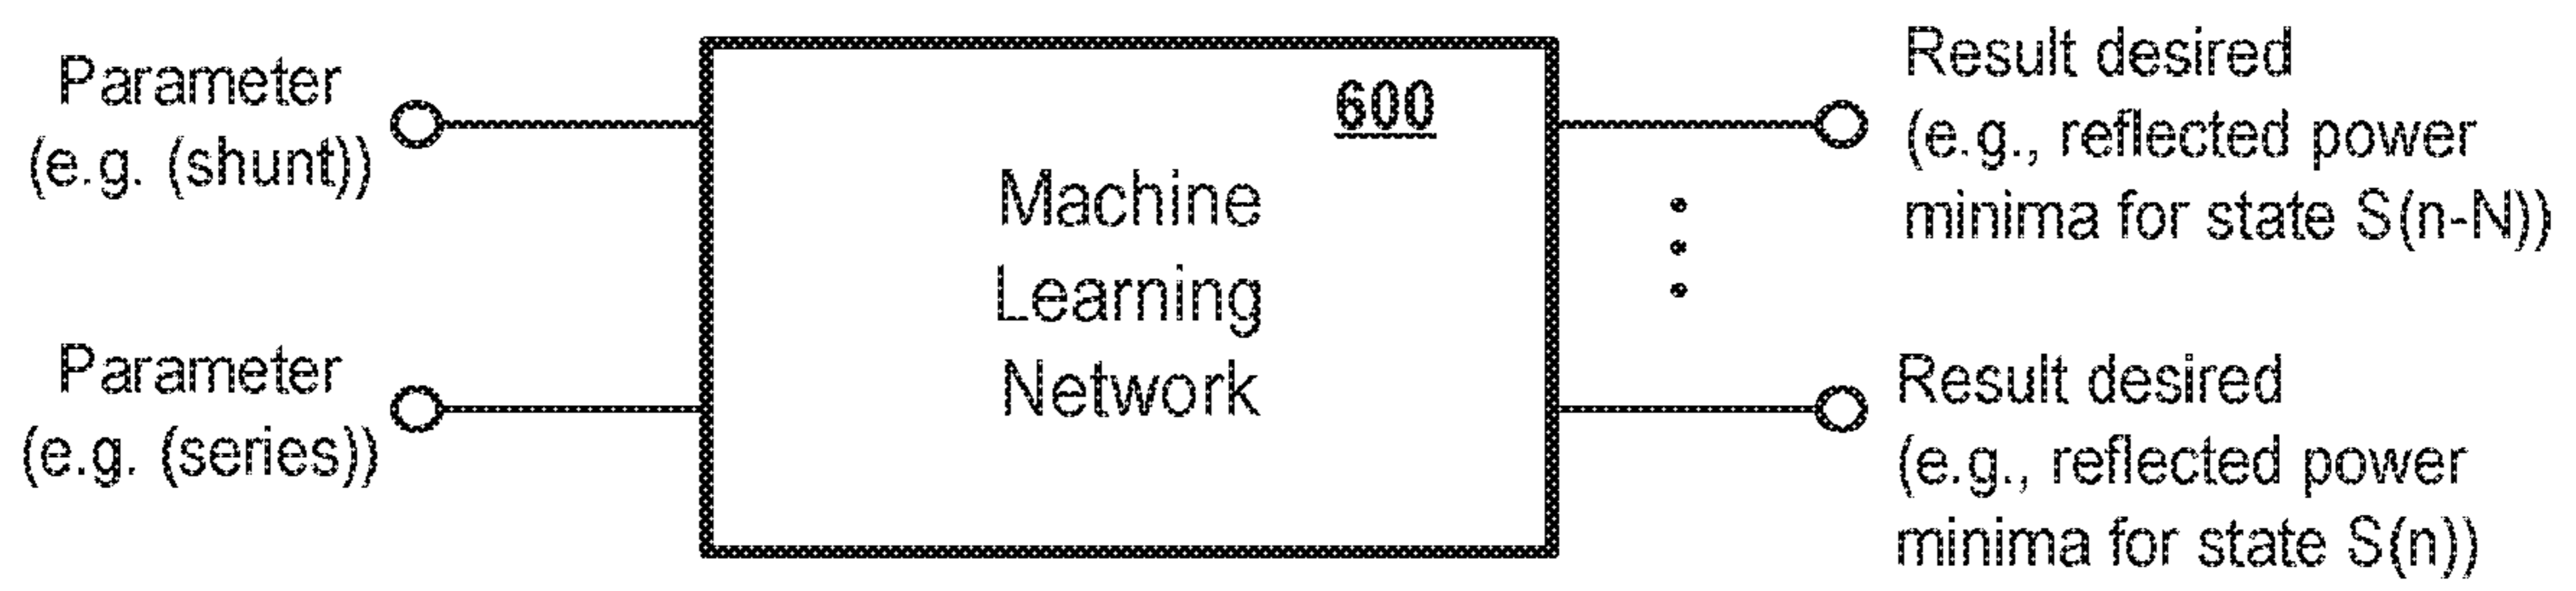 Parameter
(e.g. (shunt))
Parameter
(e.g. (series))
600
Machine
Learning
Network
Result desired
(e.g., reflected power
minima for state S(n-N))
Result desired
(e.g., reflected power
minima for state S(n))